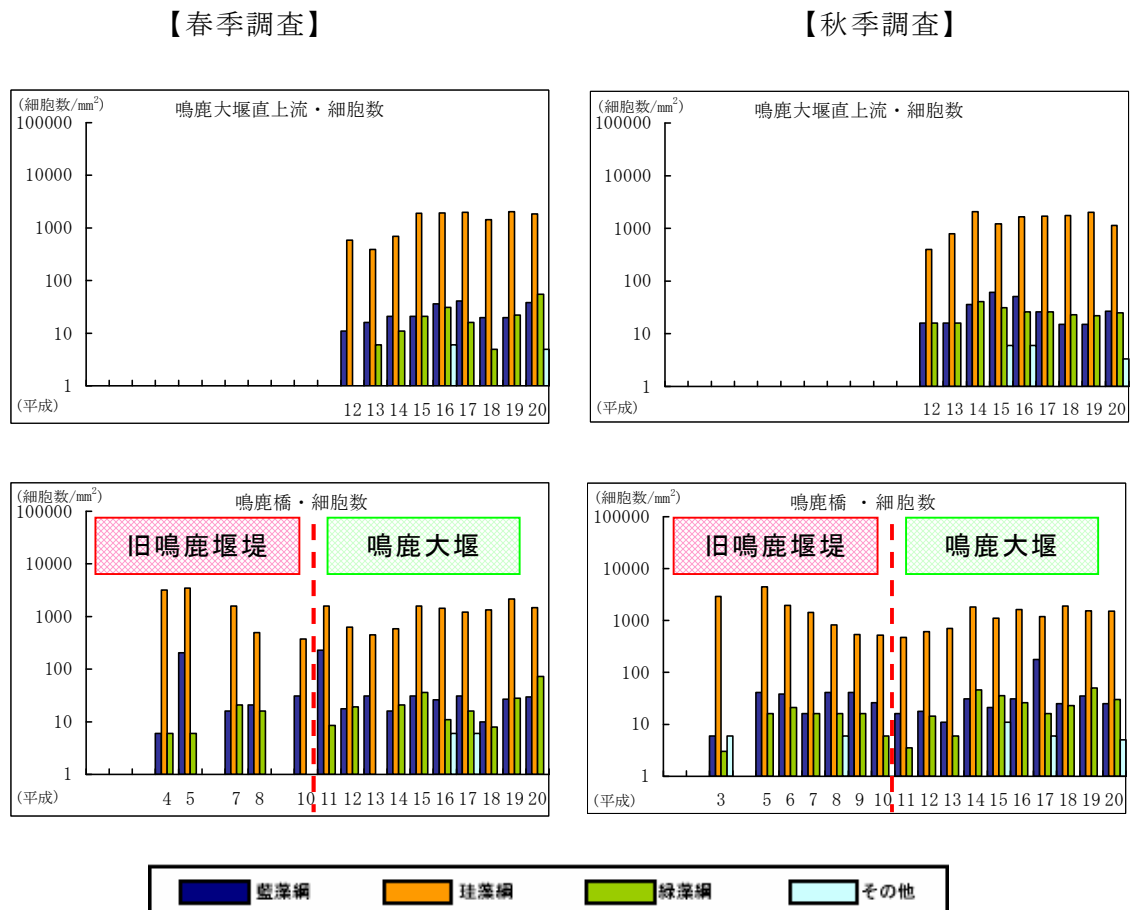 【春季調査】
【秋季調査】
(細胞数/mm²)
鳴鹿大堰直上流・細胞数
100000
10000
1000
100
10
1
(平成)
12 13 14 15 16 17 18 19 20
(細胞数/mm²)
鳴鹿大堰直上流・細胞数
100000
10000
1000
100
10
1
(平成)
12 13 14 15 16 17 18 19 20
(細胞数/mm²)
鳴鹿橋・細胞数
100000
旧鳴鹿堰堤
鳴鹿大堰
10000
1000
100
10
1
(平成)
4 5 7 8 10 11 12 13 14 15 16 17 18 19 20
(細胞数/mm²)
鳴鹿橋 ・細胞数
100000
旧鳴鹿堰堤
鳴鹿大堰
10000
1000
100
10
1
(平成)
3 5 6 7 8 9 10 11 12 13 14 15 16 17 18 19 20
藍藻綱 珪藻綱 緑藻綱 その他